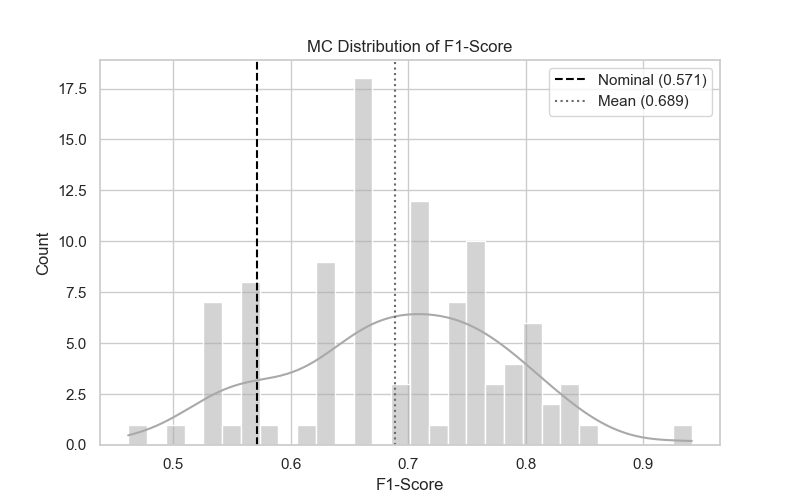 MC Distribution of F1-Score
Nominal (0.571)
Mean (0.689)
17.5
15.0
12.5
10.0
7.5
5.0
2.5
0.0
Count
0.5 0.6 0.7 0.8 0.9
F1-Score